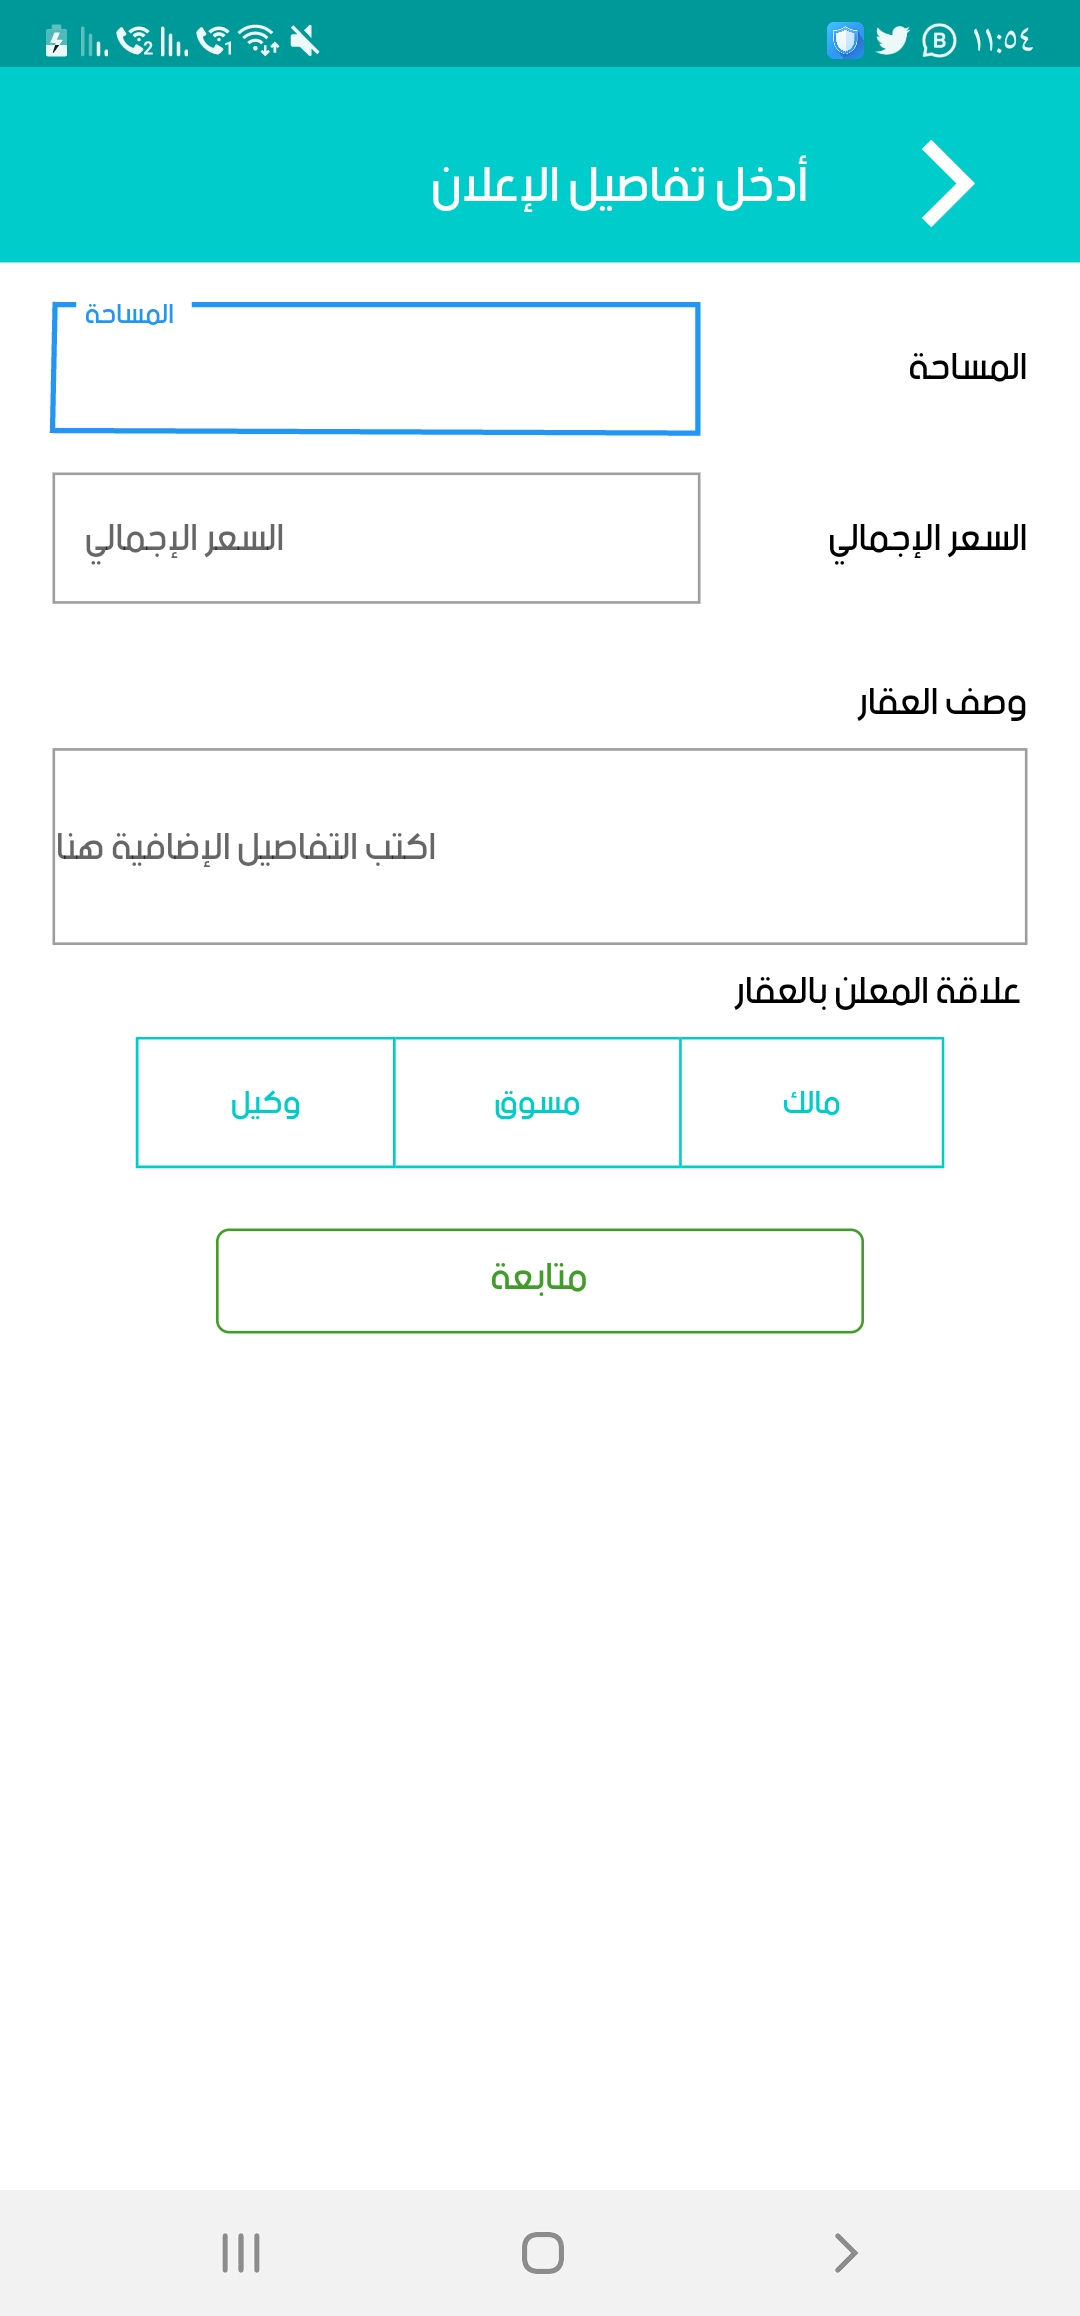 ١١:٥٤
أدخل تفاصيل الإعلان
المساحة
المساحة
السعر الإجمالي
السعر الإجمالي
وصف العقار
اكتب التفاصيل الإضافية هنا
علاقة المعلن بالعقار
مالك مسوق وكيل
متابعة